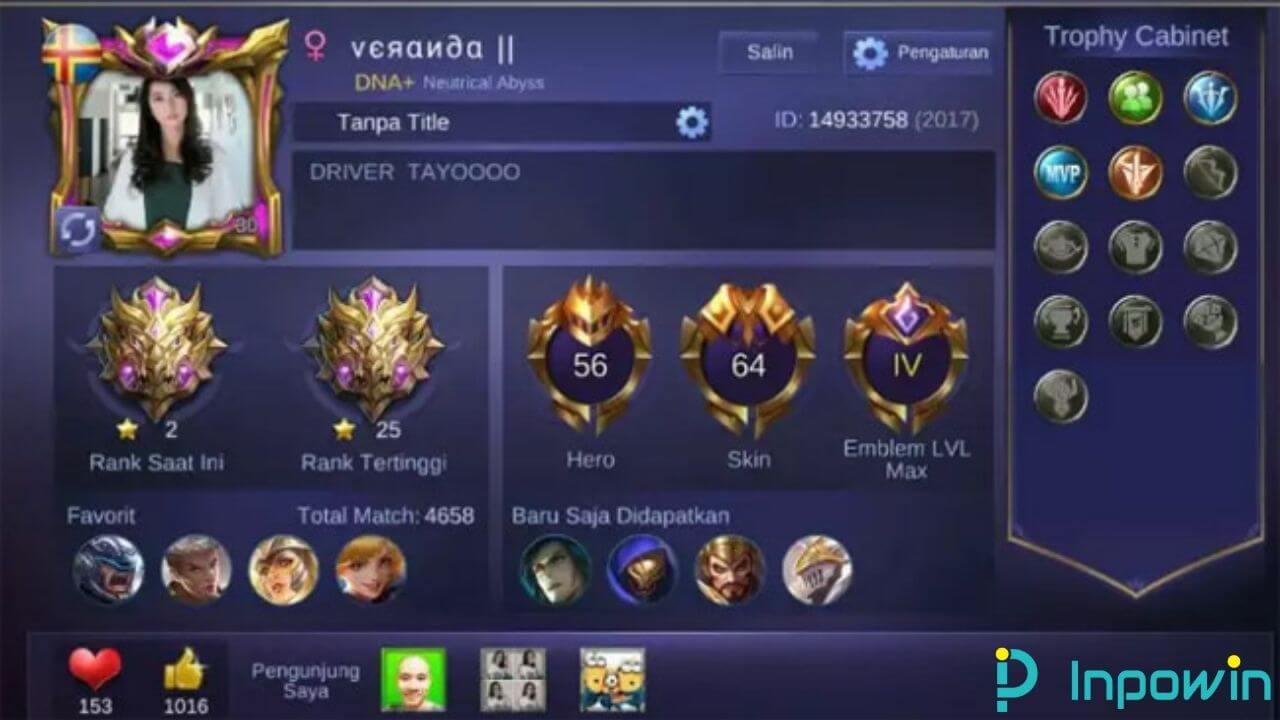 vєяαи∂α ||
Salin
Pengaturan
DNA+ Neutrical Abyss
Tanpa Title
ID: 14933758 (2017)
DRIVER TAYOOOO
30
Trophy Cabinet
MVP
2
Rank Saat Ini
25
Rank Tertinggi
56
Hero
64
Skin
IV
Emblem LVL
Max
Favorit
Total Match: 4658
Baru Saja Didapatkan
153
1016
Pengunjung
Saya
Inpowin